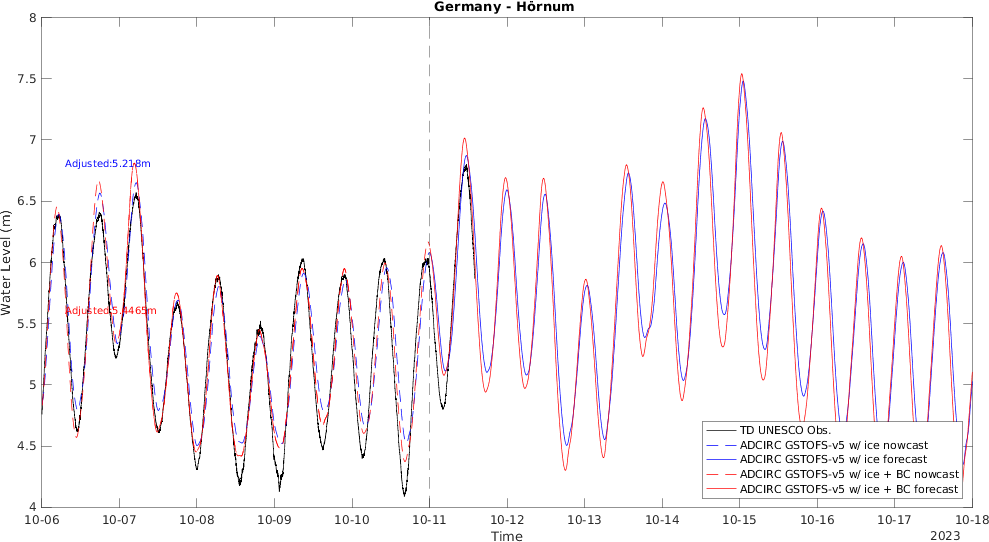 Germany - Hörnum
8
7.5
7
6.5
6
5.5
5
4.5
4
Water Level (m)
Adjusted:5.218m
Adjusted:5.4465m
TD UNESCO Obs.
ADCIRC GSTOFS-v5 w/ ice nowcast
ADCIRC GSTOFS-v5 w/ ice forecast
ADCIRC GSTOFS-v5 w/ ice + BC nowcast
ADCIRC GSTOFS-v5 w/ ice + BC forecast
10-06 10-07 10-08 10-09 10-10 10-11 10-12 10-13 10-14 10-15 10-16 10-17 10-18
Time
2023